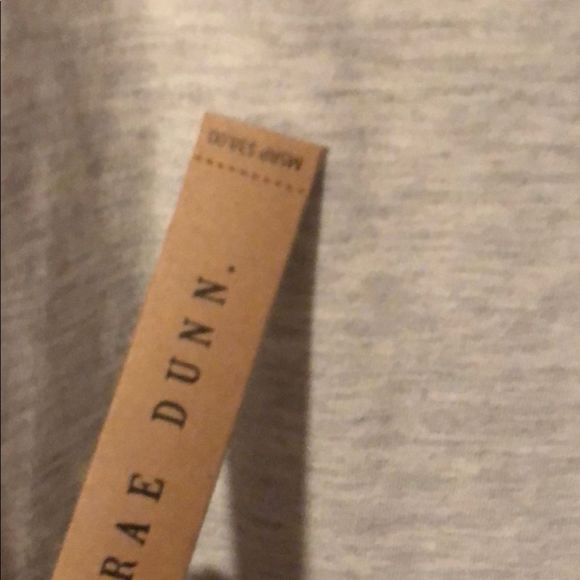 MSRP $38.00
RAE DUNN.